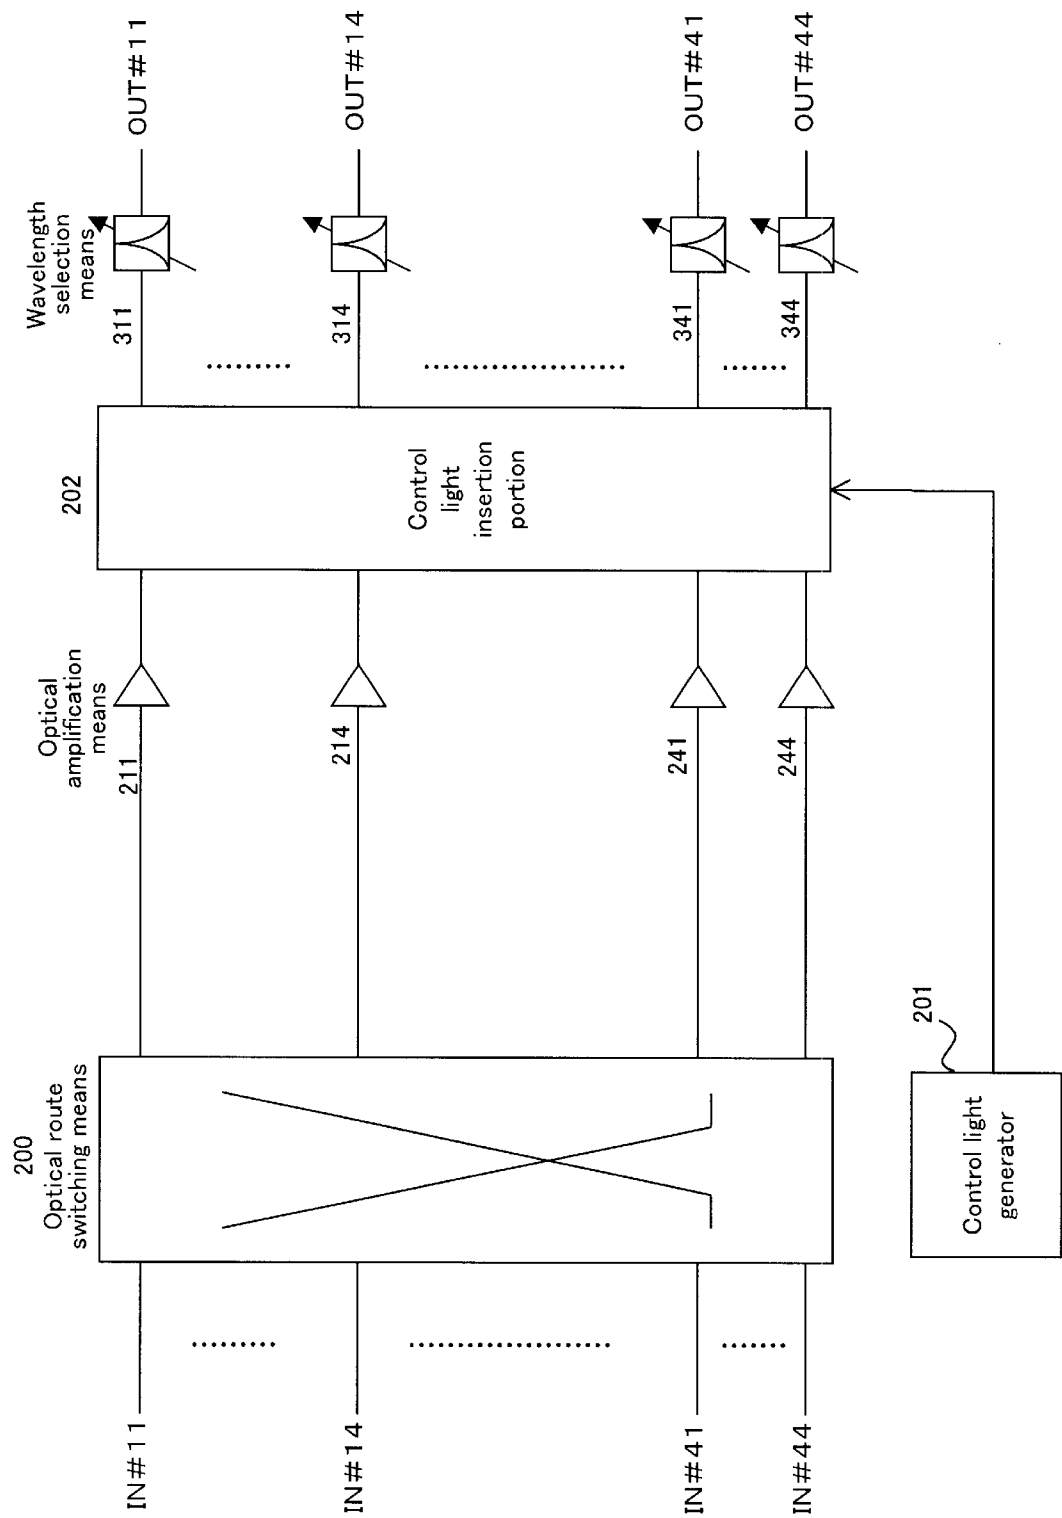 IN#11
IN#14
IN#41
IN#44
200
Optical route
switching means
Control light
generator
201
Optical
amplification
means
211
214
241
244
202
Control
light
insertion
portion
Wavelength
selection
means
311
314
341
344
OUT#11
OUT#14
OUT#41
OUT#44